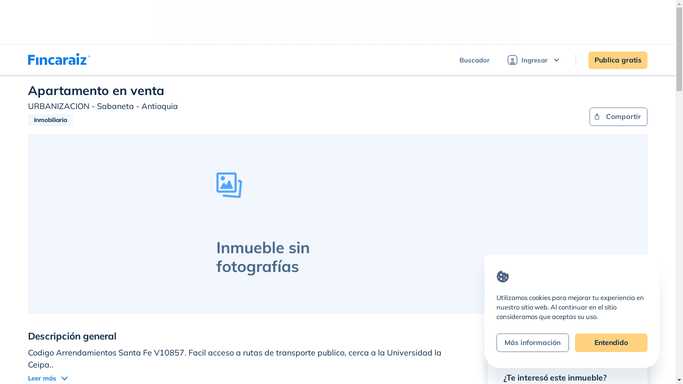 Fincaraiz
Buscador
Ingresar
Publica gratis
Apartamento en venta
URBANIZACION - Sabaneta - Antioquia
Inmobiliaria
Compartir
Inmueble sin
fotografías
Utilizamos cookies para mejorar tu experiencia en
nuestro sitio web. Al continuar en el sitio
consideramos que aceptas su uso.
Más información
Entendido
Descripción general
Codigo Arrendamientos Santa Fe V10857. Facil acceso a rutas de transporte publico, cerca a la Universidad la
Ceipa..
Leer más
¿Te interesó este inmueble?